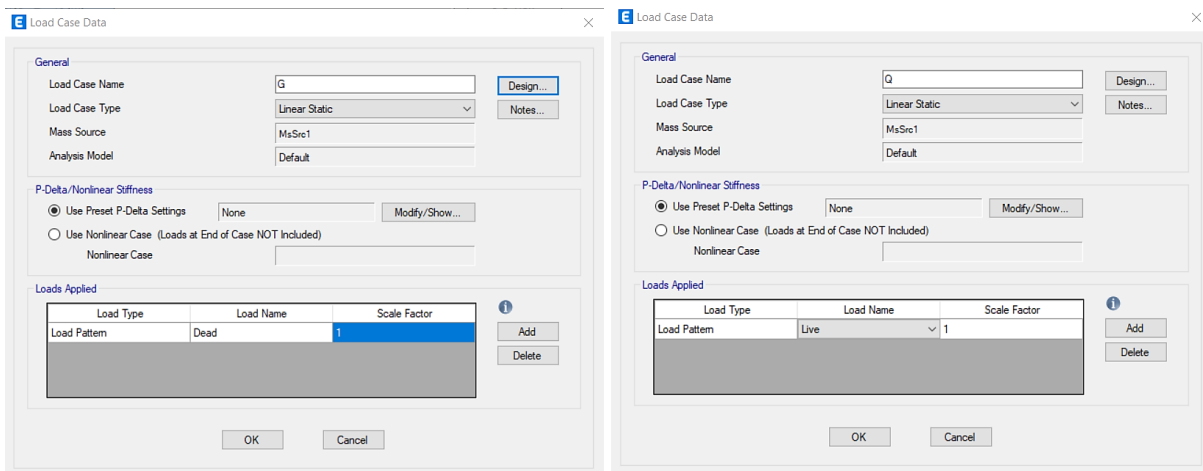 E Load Case Data
General
Load Case Name G Design...
Load Case Type Linear Static Notes...
Mass Source MsSrc1
Analysis Model Default
P-Delta/Nonlinear Stiffness
Use Preset P-Delta Settings None Modify/Show...
Use Nonlinear Case (Loads at End of Case NOT Included)
Nonlinear Case
Loads Applied
Load Type Load Name Scale Factor
Load Pattern Dead 1
Add
Delete
OK Cancel
E Load Case Data
General
Load Case Name Q Design...
Load Case Type Linear Static Notes...
Mass Source MsSrc1
Analysis Model Default
P-Delta/Nonlinear Stiffness
Use Preset P-Delta Settings None Modify/Show...
Use Nonlinear Case (Loads at End of Case NOT Included)
Nonlinear Case
Loads Applied
Load Type Load Name Scale Factor
Load Pattern Live 1
Add
Delete
OK Cancel